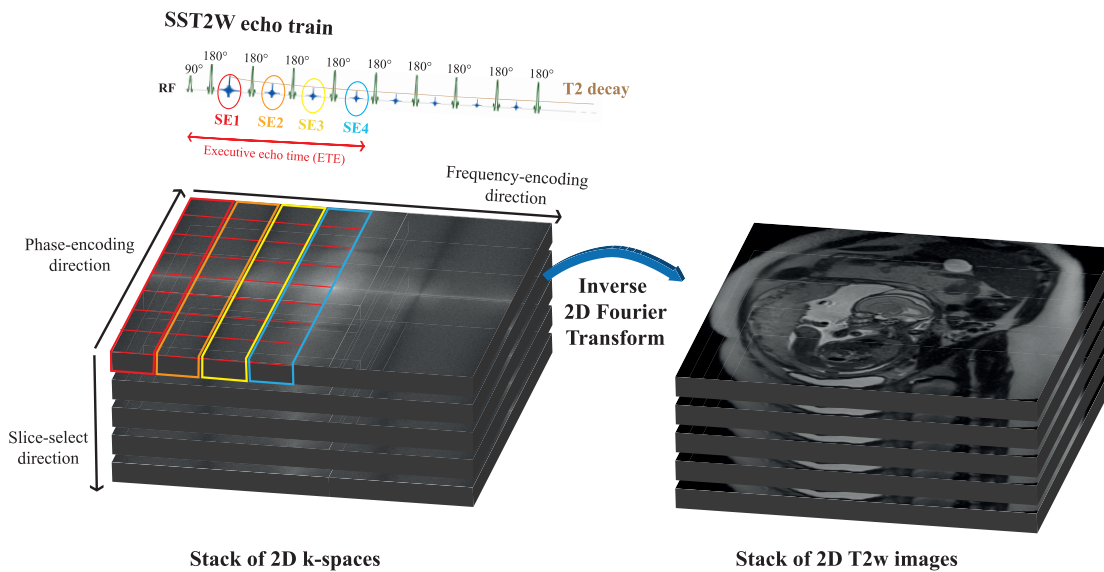 SST2W echo train
90°
180°
180°
180°
180°
180°
180°
180°
180°
180°
RF
T2 decay
SE1
SE2
SE3
SE4
Executive echo time (ETE)
Frequency-encoding
direction
Phase-encoding
direction
Slice-select
direction
Inverse
2D Fourier
Transform
Stack of 2D k-spaces
Stack of 2D T2w images